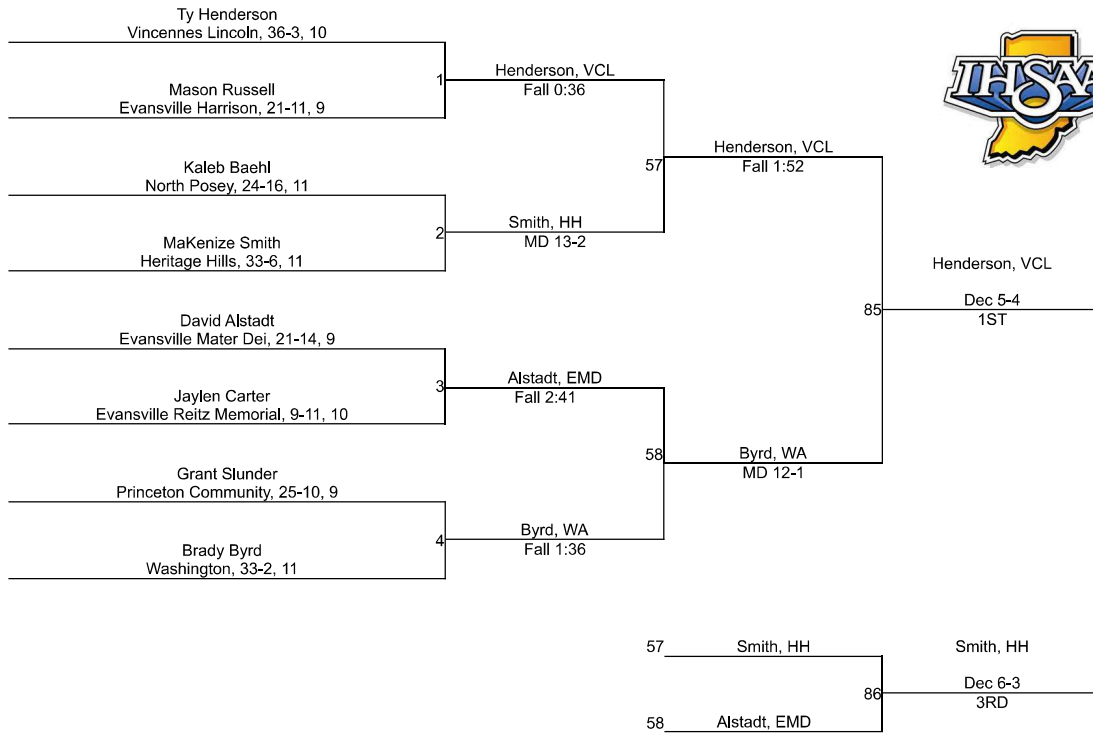 Ty Henderson
Vincennes Lincoln, 36-3, 10
1
Mason Russell
Evansville Harrison, 21-11, 9
Henderson, VCL
Fall 0:36
57
Kaleb Baehl
North Posey, 24-16, 11
2
MaKenize Smith
Heritage Hills, 33-6, 11
Smith, HH
MD 13-2
Henderson, VCL
Fall 1:52
85
David Alstadt
Evansville Mater Dei, 21-14, 9
3
Jaylen Carter
Evansville Reitz Memorial, 9-11, 10
Alstadt, EMD
Fall 2:41
58
Grant Slunder
Princeton Community, 25-10, 9
4
Brady Byrd
Washington, 33-2, 11
Byrd, WA
Fall 1:36
Byrd, WA
MD 12-1
Henderson, VCL
Dec 5-4
1ST
57
Smith, HH
86
58
Alstadt, EMD
Smith, HH
Dec 6-3
3RD
IHSAA